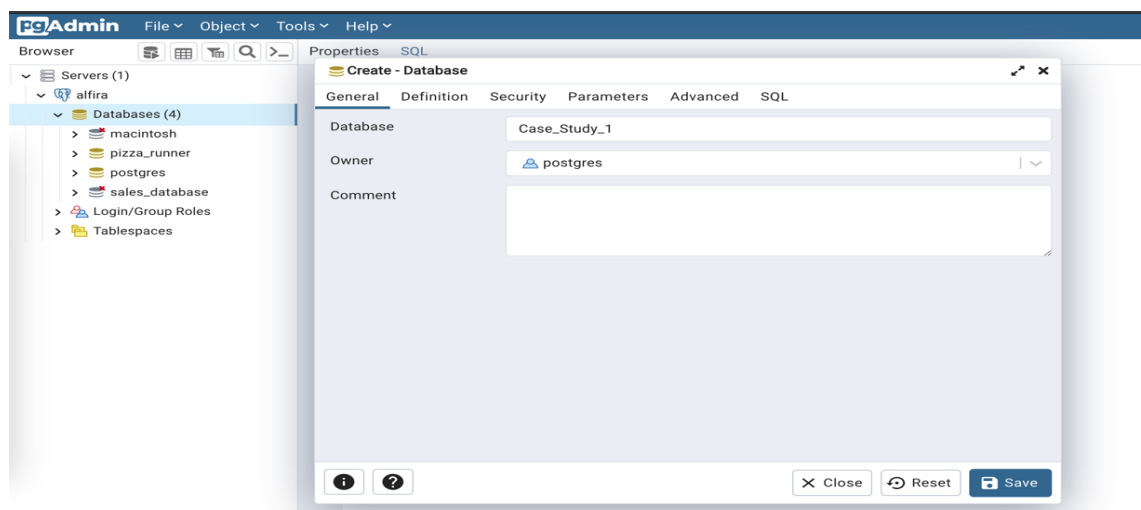 pgAdmin File Object Tools Help
Browser Properties SQL
Servers (1)
alfira
Databases (4)
macintosh
pizza_runner
postgres
sales_database
Login/Group Roles
Tablespaces
Create - Database
General Definition Security Parameters Advanced SQL
Database Case_Study_1
Owner postgres
Comment
Close Reset Save